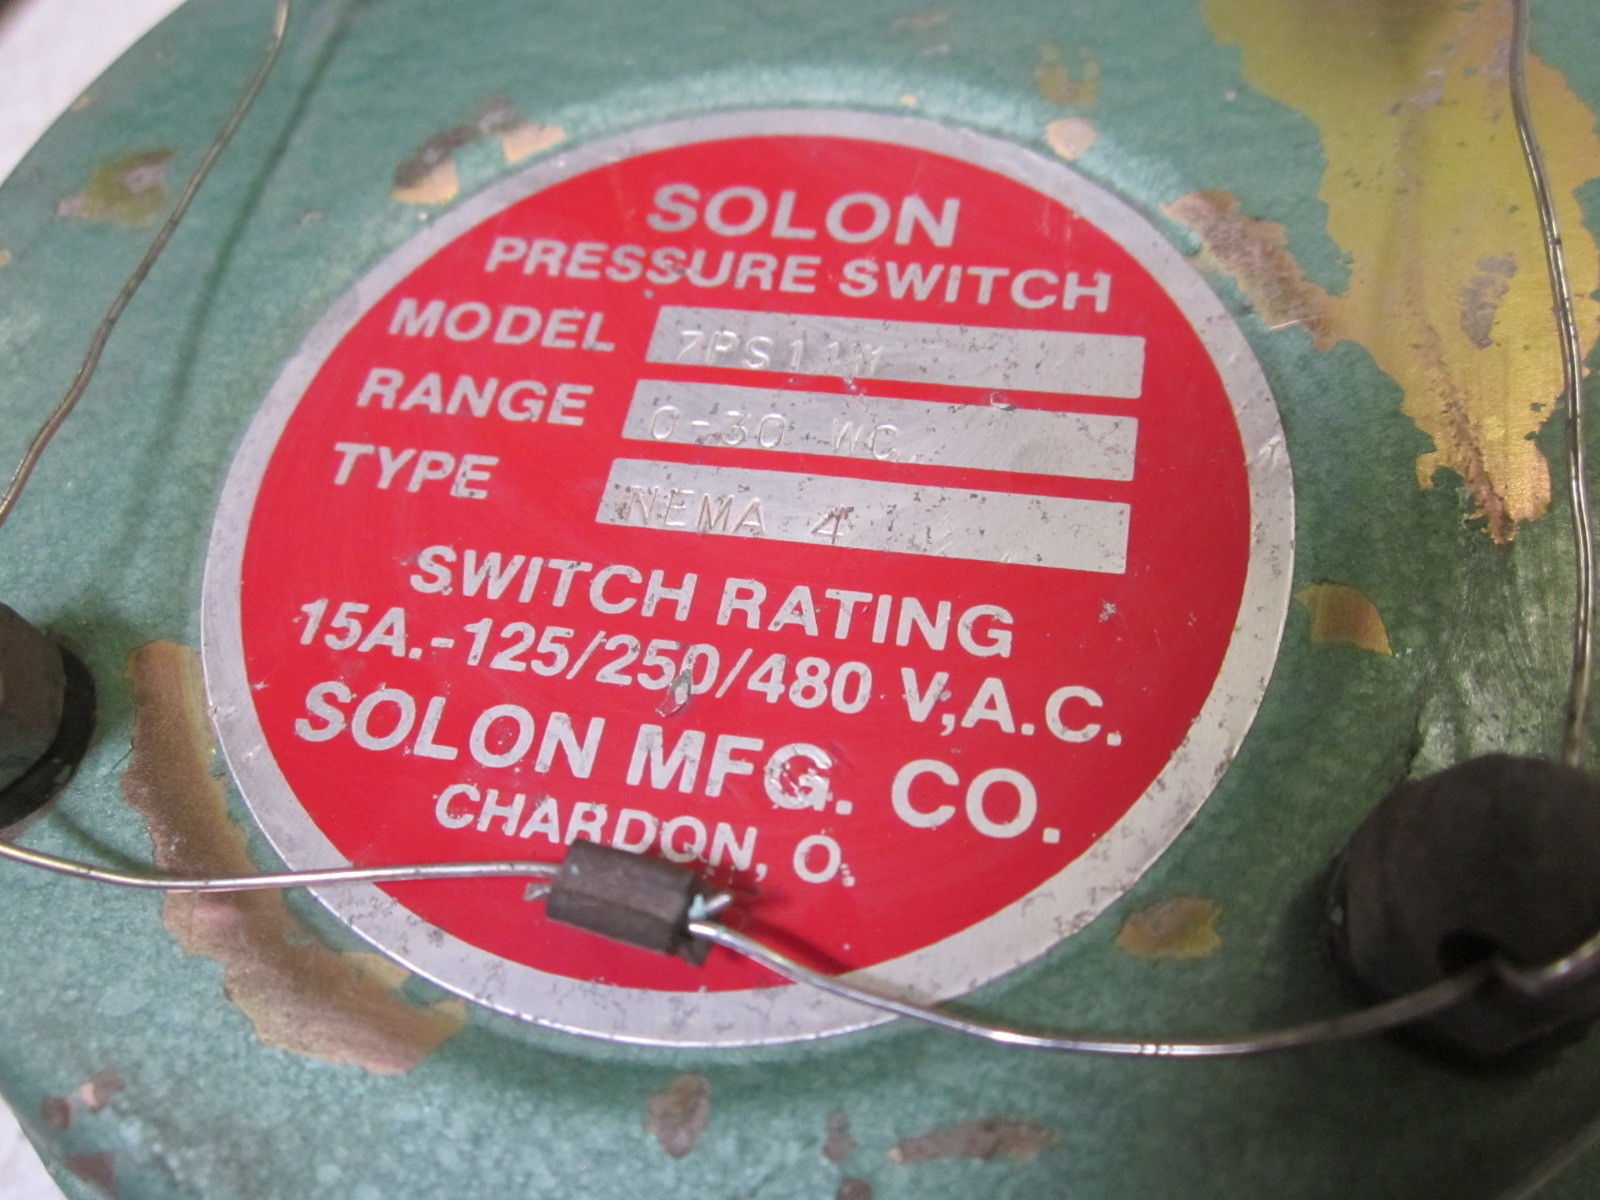 SOLON
PRESSURE SWITCH
MODEL 7PS11W
RANGE 0-30 WC
TYPE NEMA 4
SWITCH RATING
15A.-125/250/480 V,A.C.
SOLON MFG. CO.
CHARDON, O.